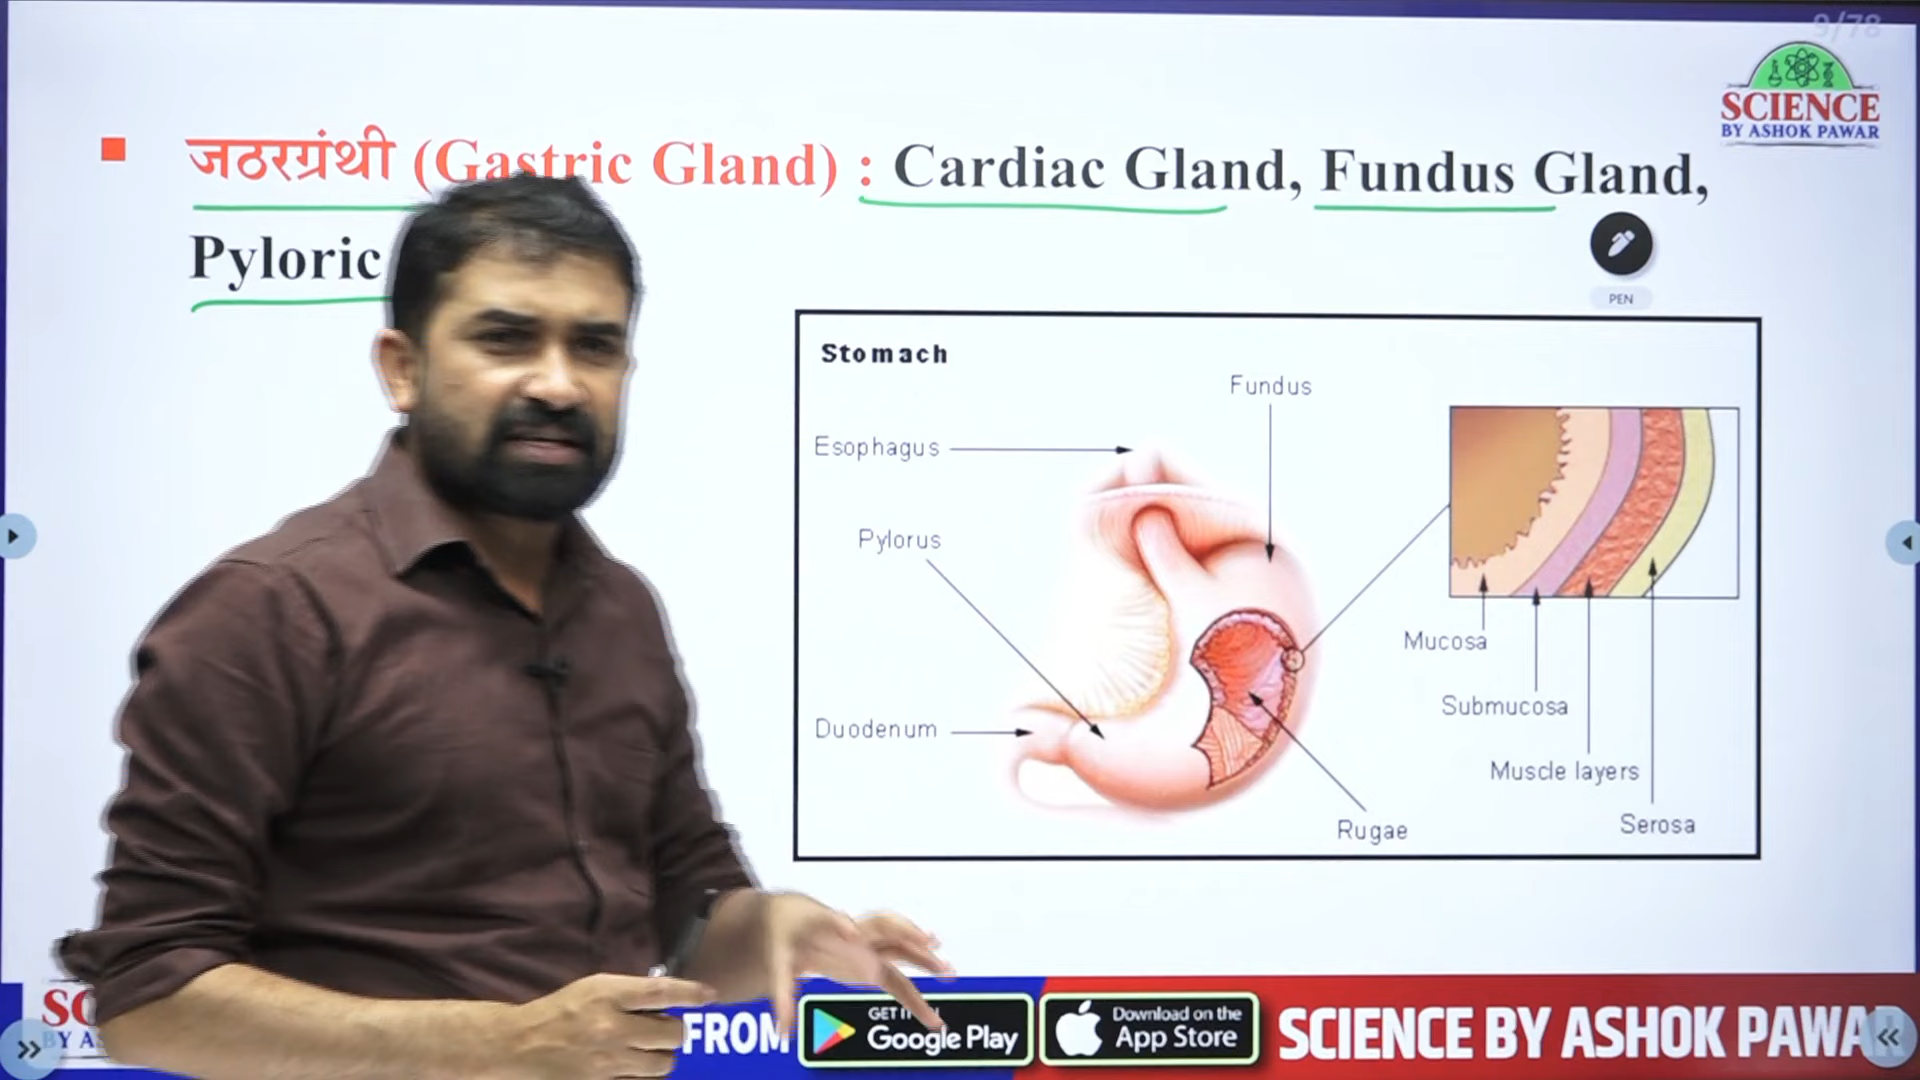 9/78
SCIENCE
BY ASHOK PAWAR
जठरग्रंथी (Gastric Gland) : Cardiac Gland, Fundus Gland,
Pyloric
PEN
Stomach
Fundus
Esophagus
Pylorus
Mucosa
Submucosa
Duodenum
Muscle layers
Serosa
Rugae
FROM
GET IT
Google Play
Download on the
App Store
SCIENCE BY ASHOK PAWAR